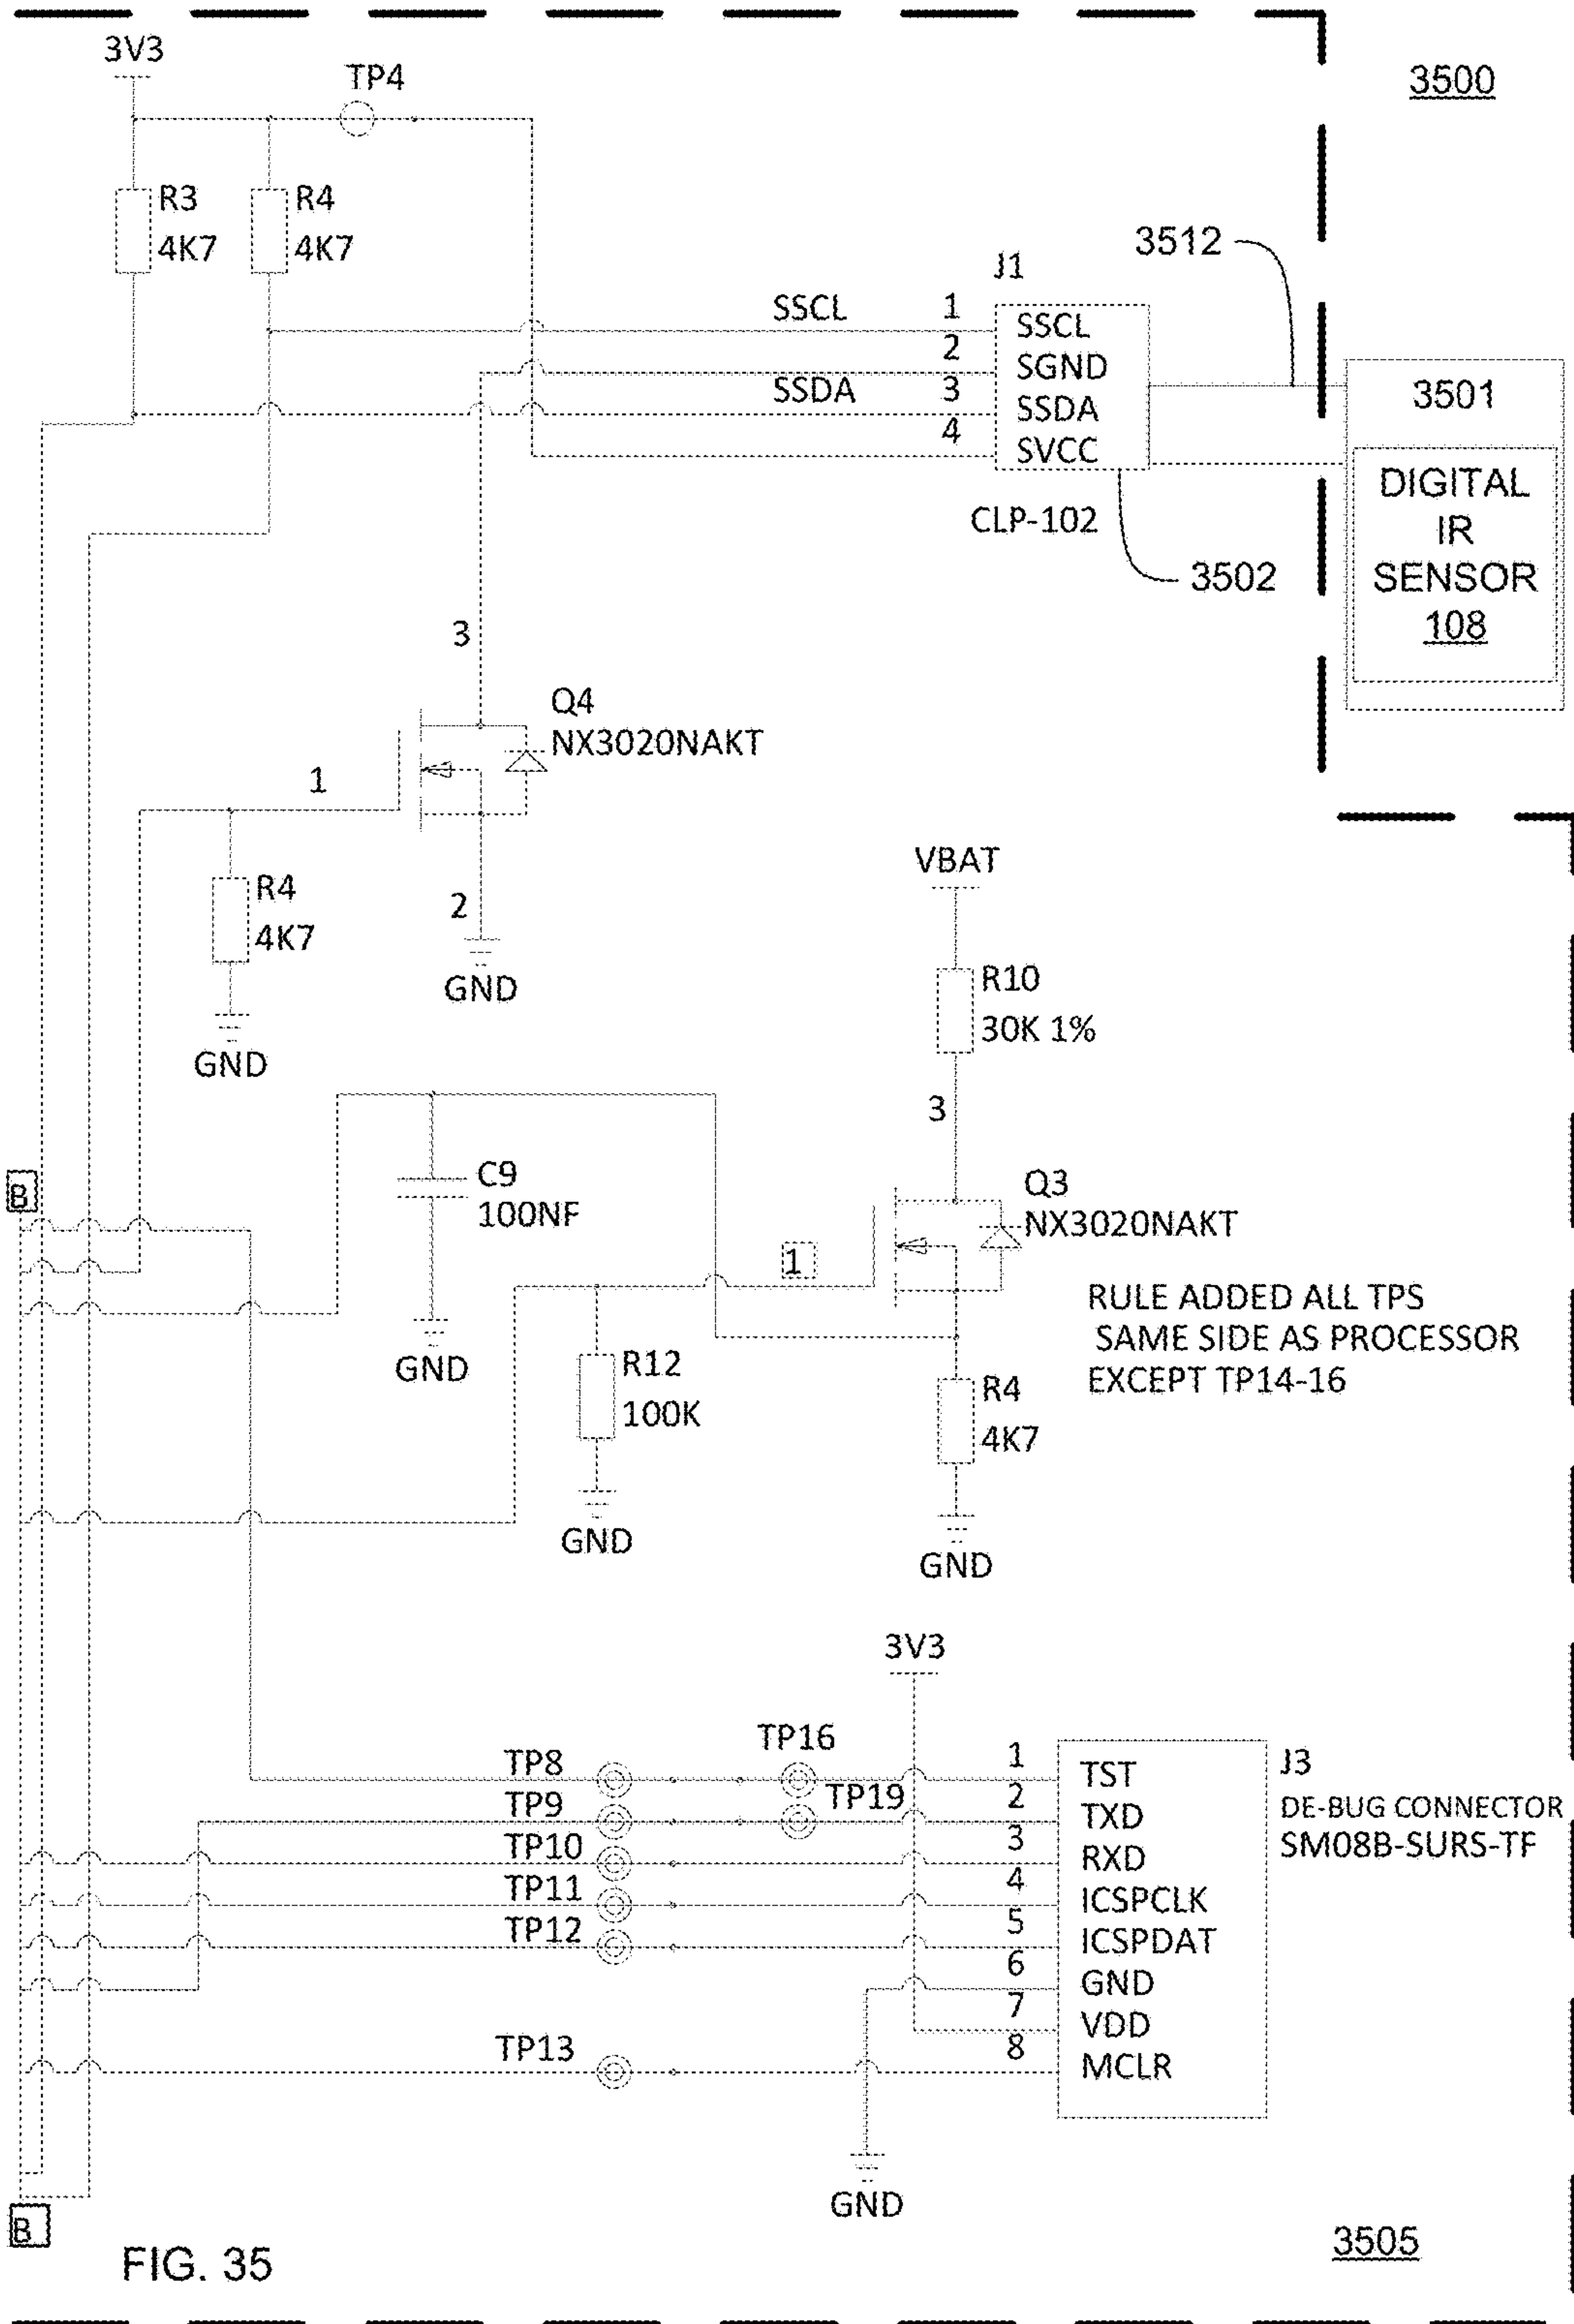 3V3
TP4
3500
R3
4K7
R4
4K7
3512
J1
SSCL
1
SSCL
2
SGND
SSDA
3
SSDA
4
SVCC
3501
DIGITAL
IR
SENSOR
108
CLP-102
3502
3
Q4
NX3020NAKT
1
R4
4K7
2
GND
GND
VBAT
R10
30K 1%
3
B
C9
100NF
Q3
NX3020NAKT
1
RULE ADDED ALL TPS
SAME SIDE AS PROCESSOR
EXCEPT TP14-16
GND
R12
100K
R4
4K7
GND
GND
3V3
TP8
TP16
1
TST
J3
TP9
TP19
2
TXD
DE-BUG CONNECTOR
TP10
3
RXD
SM08B-SURS-TF
TP11
4
ICSPCLK
TP12
5
ICSPDAT
6
GND
7
VDD
TP13
8
MCLR
GND
B
FIG. 35
3505